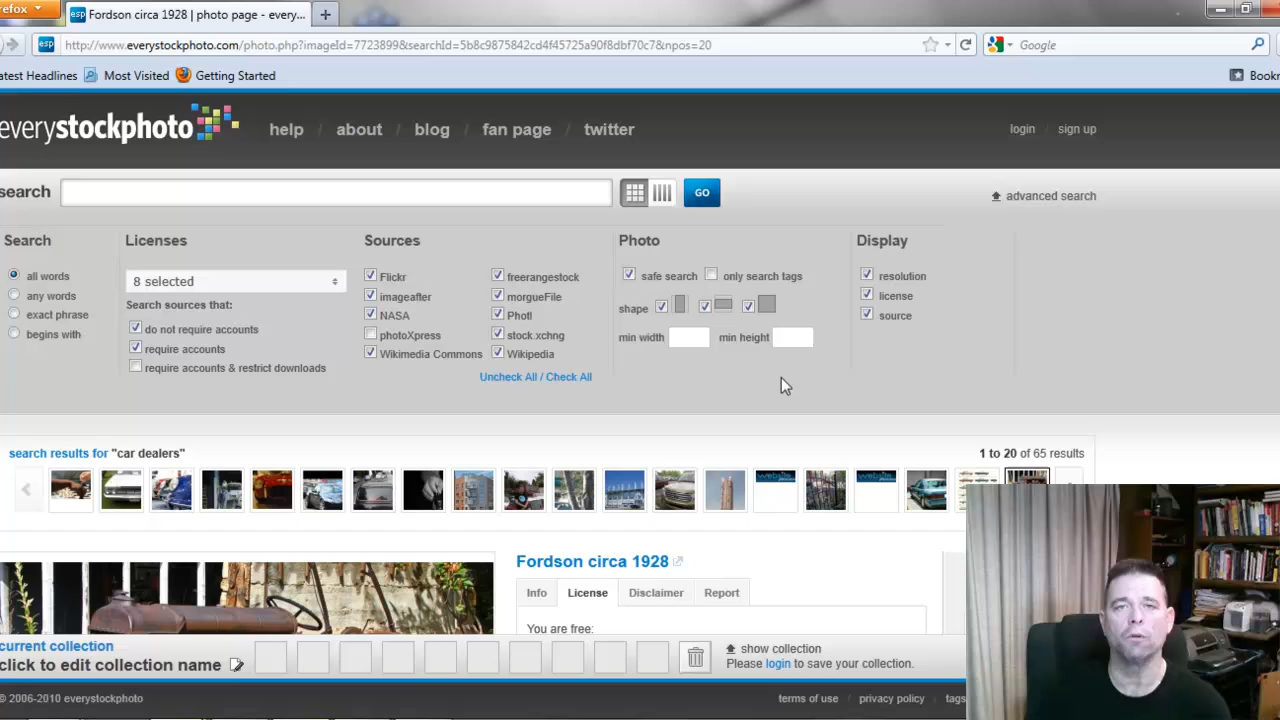 refox
Fordson circa 1928 | photo page - every...
http://www.everystockphoto.com/photo.php?imageId=7723899&searchId=5b8c9875842cd4f45725a90f8dbf70c7&npos=20
Google
atest Headlines Most Visited Getting Started Bookm
everystockphoto help / about / blog / fan page / twitter login / sign up
search GO advanced search
Search Licenses Sources Photo Display
all words
any words
exact phrase
begins with
8 selected
Search sources that:
do not require accounts
require accounts
require accounts & restrict downloads
Flickr freerangestock
imageafter morgueFile
NASA Photl
photoXpress stock.xchng
Wikimedia Commons Wikipedia
Uncheck All / Check All
safe search only search tags
shape
min width min height
resolution
license
source
search results for "car dealers" 1 to 20 of 65 results
website
website
Fordson circa 1928
Info License Disclaimer Report
You are free:
current collection
click to edit collection name
show collection
Please login to save your collection.
© 2006-2010 everystockphoto terms of use / privacy policy / tags